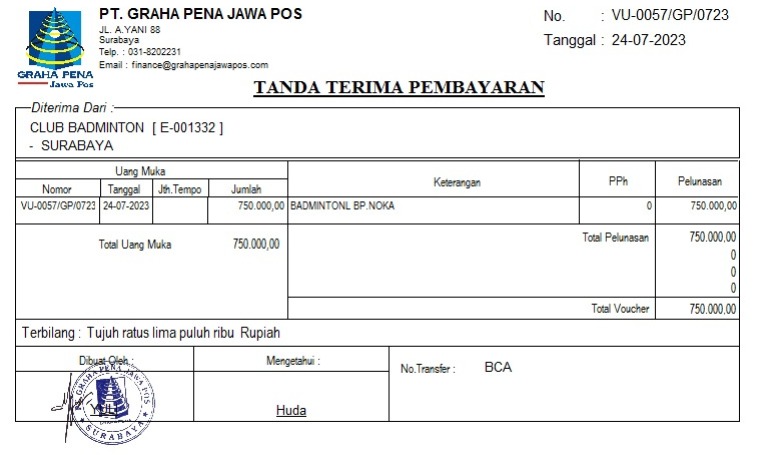 PT. GRAHA PENA JAWA POS
JL. A.YANI 88
Surabaya
Telp. : 031-8202231
Email : finance@grahapenajawapos.com
GRAHA PENA
Jawa Pos
No. : VU-0057/GP/0723
Tanggal : 24-07-2023
TANDA TERIMA PEMBAYARAN
Diterima Dari :
CLUB BADMINTON [ E-001332 ]
- SURABAYA
Uang Muka Keterangan PPh Pelunasan
Nomor Tanggal Jth.Tempo Jumlah
VU-0057/GP/0723 24-07-2023 750.000,00 BADMINTONL BP.NOKA 0 750.000,00
Total Uang Muka 750.000,00 Total Pelunasan 750.000,00
0
0
0
Total Voucher 750.000,00
Terbilang : Tujuh ratus lima puluh ribu Rupiah
Dibuat Oleh : Mengetahui : No.Transfer : BCA
GRAHA PENA JAWA POS
SURABAYA
Huda